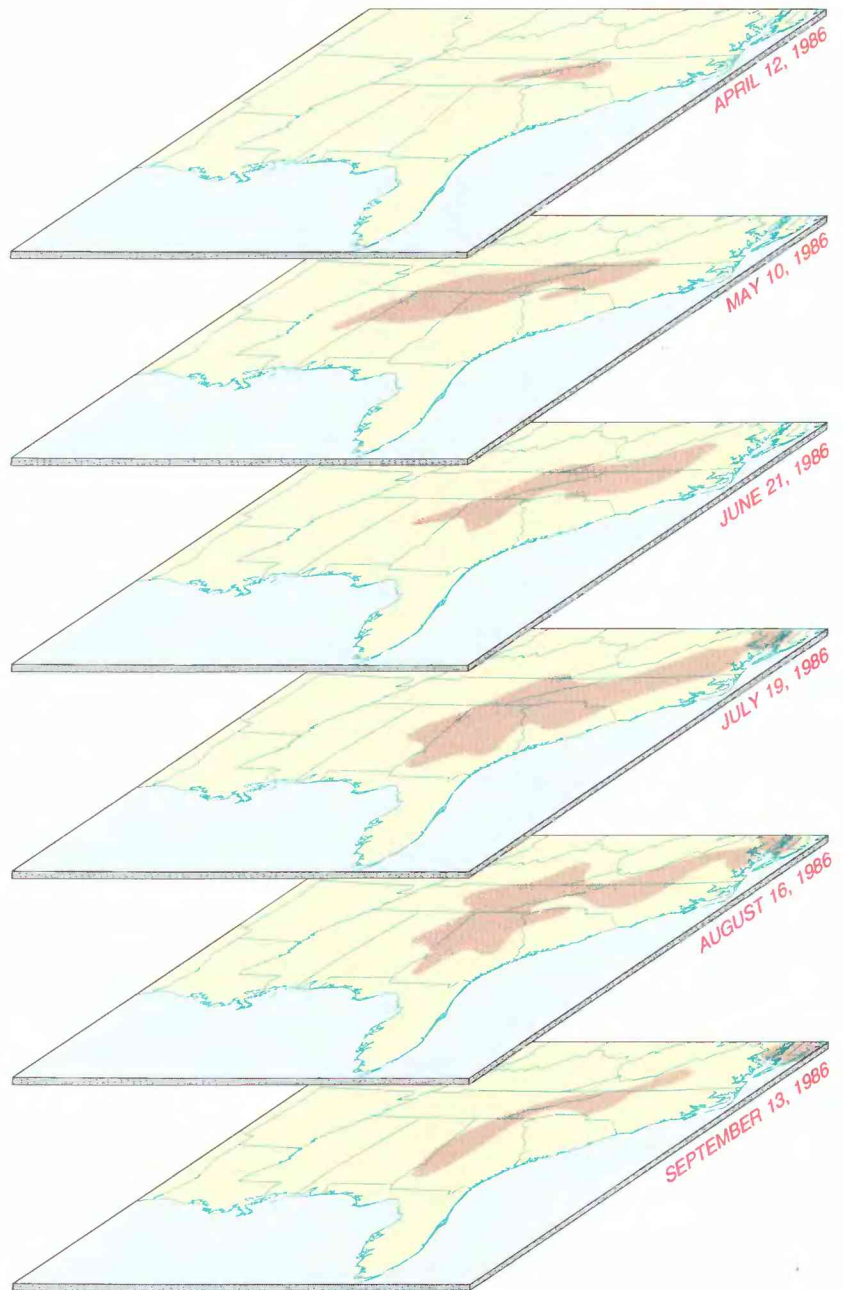 APRIL 12, 1986
MAY 10, 1986
JUNE 21, 1986
JULY 19, 1986
AUGUST 16, 1986
SEPTEMBER 13, 1986